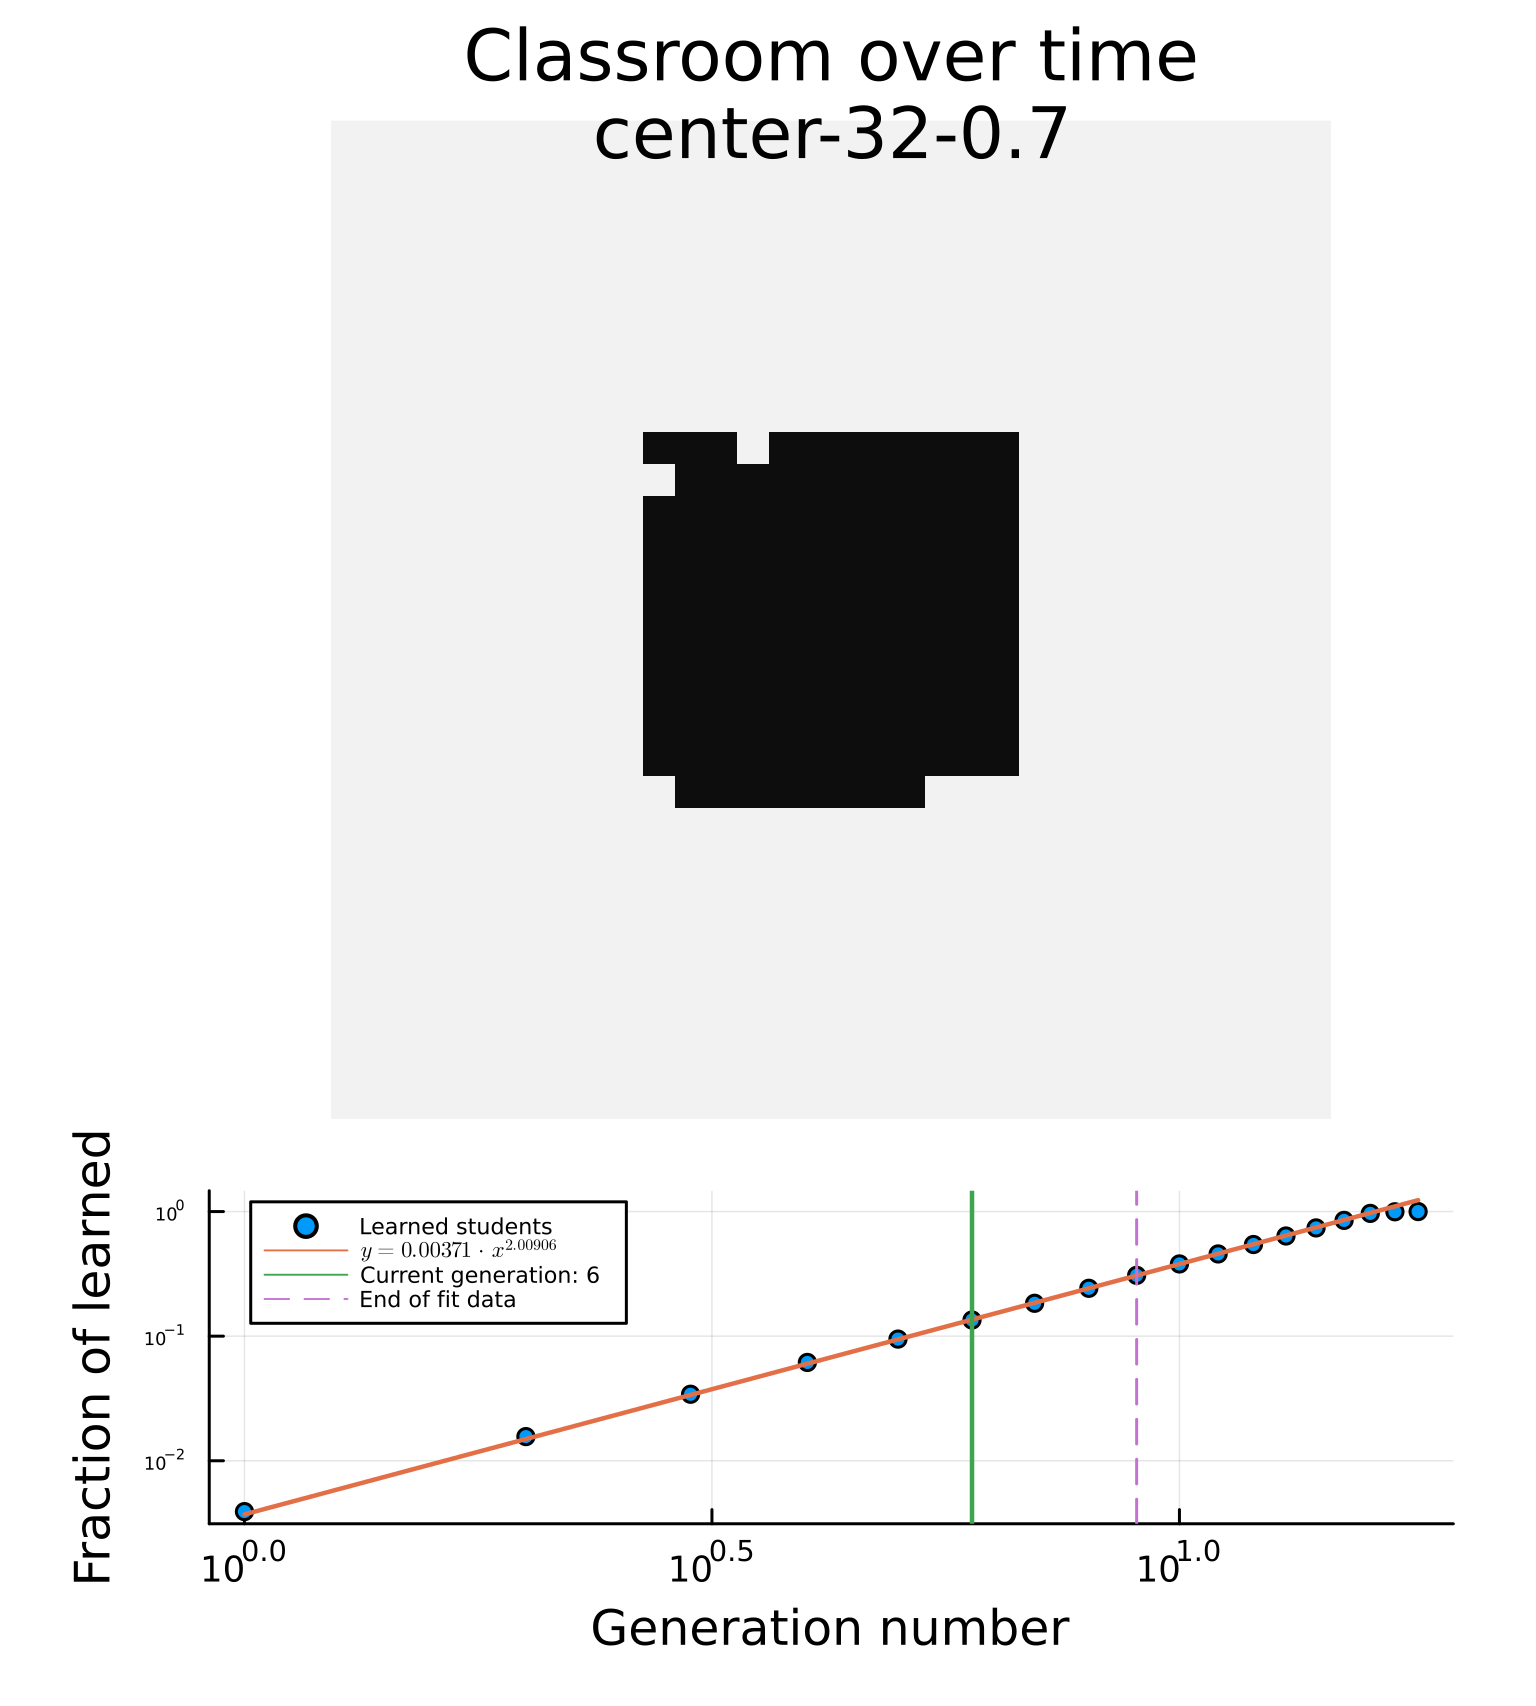 Classroom over time
center-32-0.7
Fraction of learned
10⁰
10⁻¹
10⁻²
Learned students
y = 0.00371 · x^2.00906
Current generation: 6
End of fit data
10^0.0
10^0.5
10^1.0
Generation number